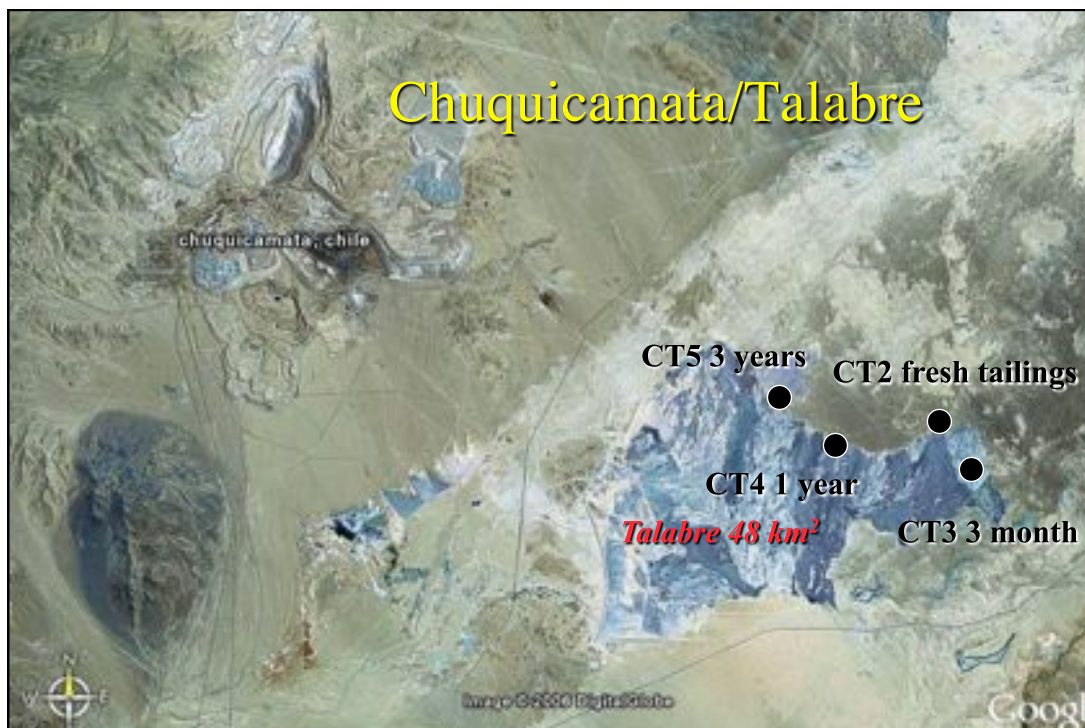 Chuquicamata/Talabre
chuquicamata, chile
CT5 3 years
CT2 fresh tailings
CT4 1 year
Talabre 48 km²
CT3 3 month
N
W E
Image © 2008 DigitalGlobe
Googl